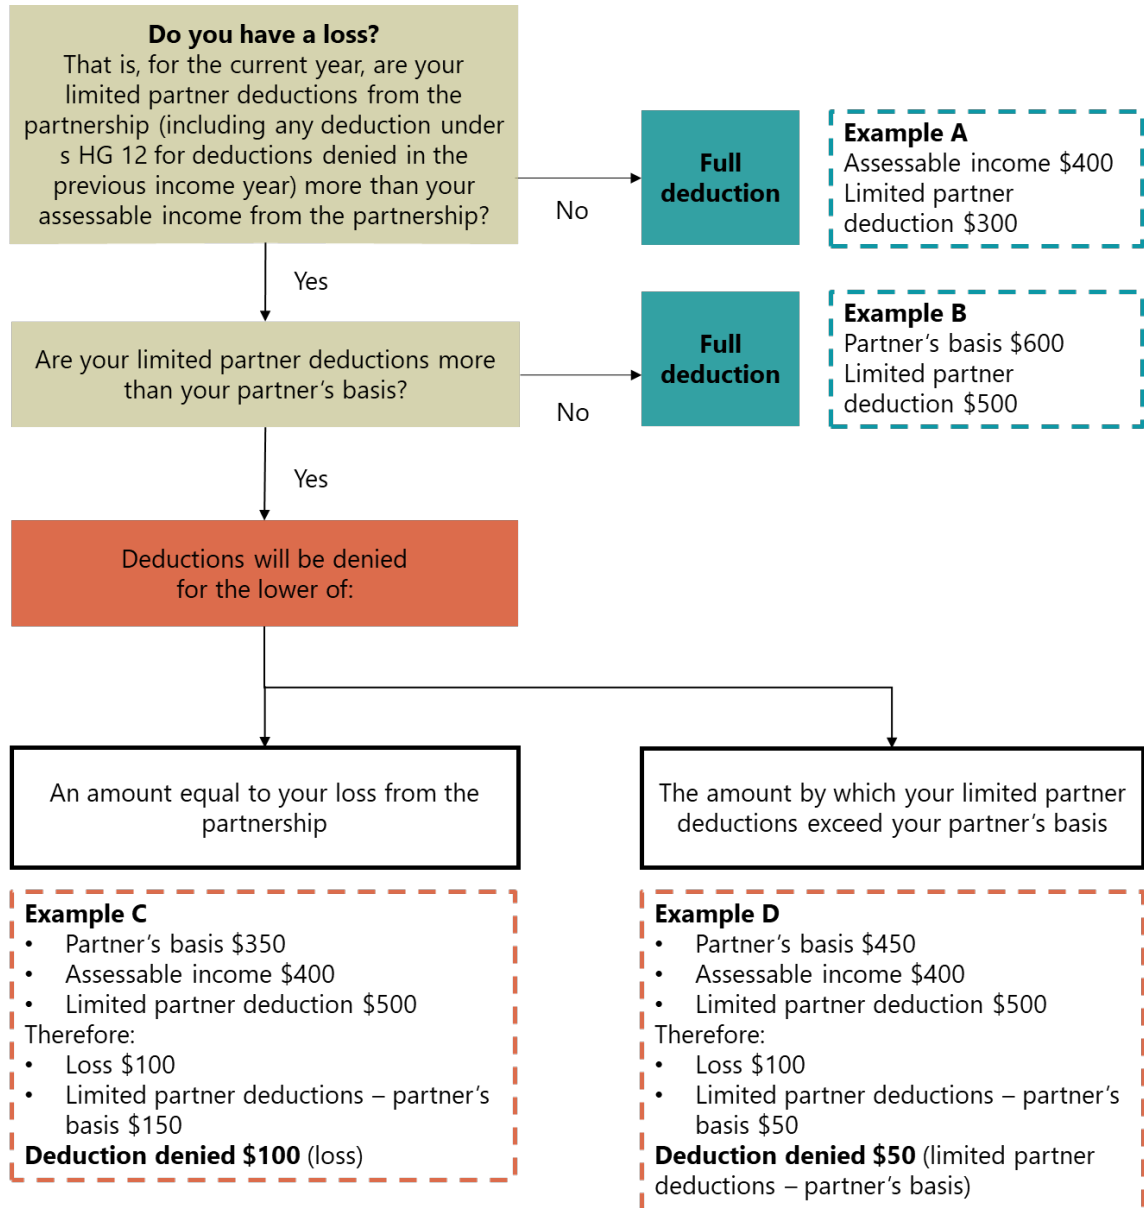 Do you have a loss?
That is, for the current year, are your
limited partner deductions from the
partnership (including any deduction under
s HG 12 for deductions denied in the
previous income year) more than your
assessable income from the partnership?
No
Full
deduction
Example A
Assessable income $400
Limited partner
deduction $300
Yes
Are your limited partner deductions more
than your partner’s basis?
No
Full
deduction
Example B
Partner’s basis $600
Limited partner
deduction $500
Yes
Deductions will be denied
for the lower of:
An amount equal to your loss from the
partnership
The amount by which your limited partner
deductions exceed your partner’s basis
Example C
• Partner’s basis $350
• Assessable income $400
• Limited partner deduction $500
Therefore:
• Loss $100
• Limited partner deductions – partner’s
basis $150
Deduction denied $100 (loss)
Example D
• Partner’s basis $450
• Assessable income $400
• Limited partner deduction $500
Therefore:
• Loss $100
• Limited partner deductions – partner’s
basis $50
Deduction denied $50 (limited partner
deductions – partner’s basis)